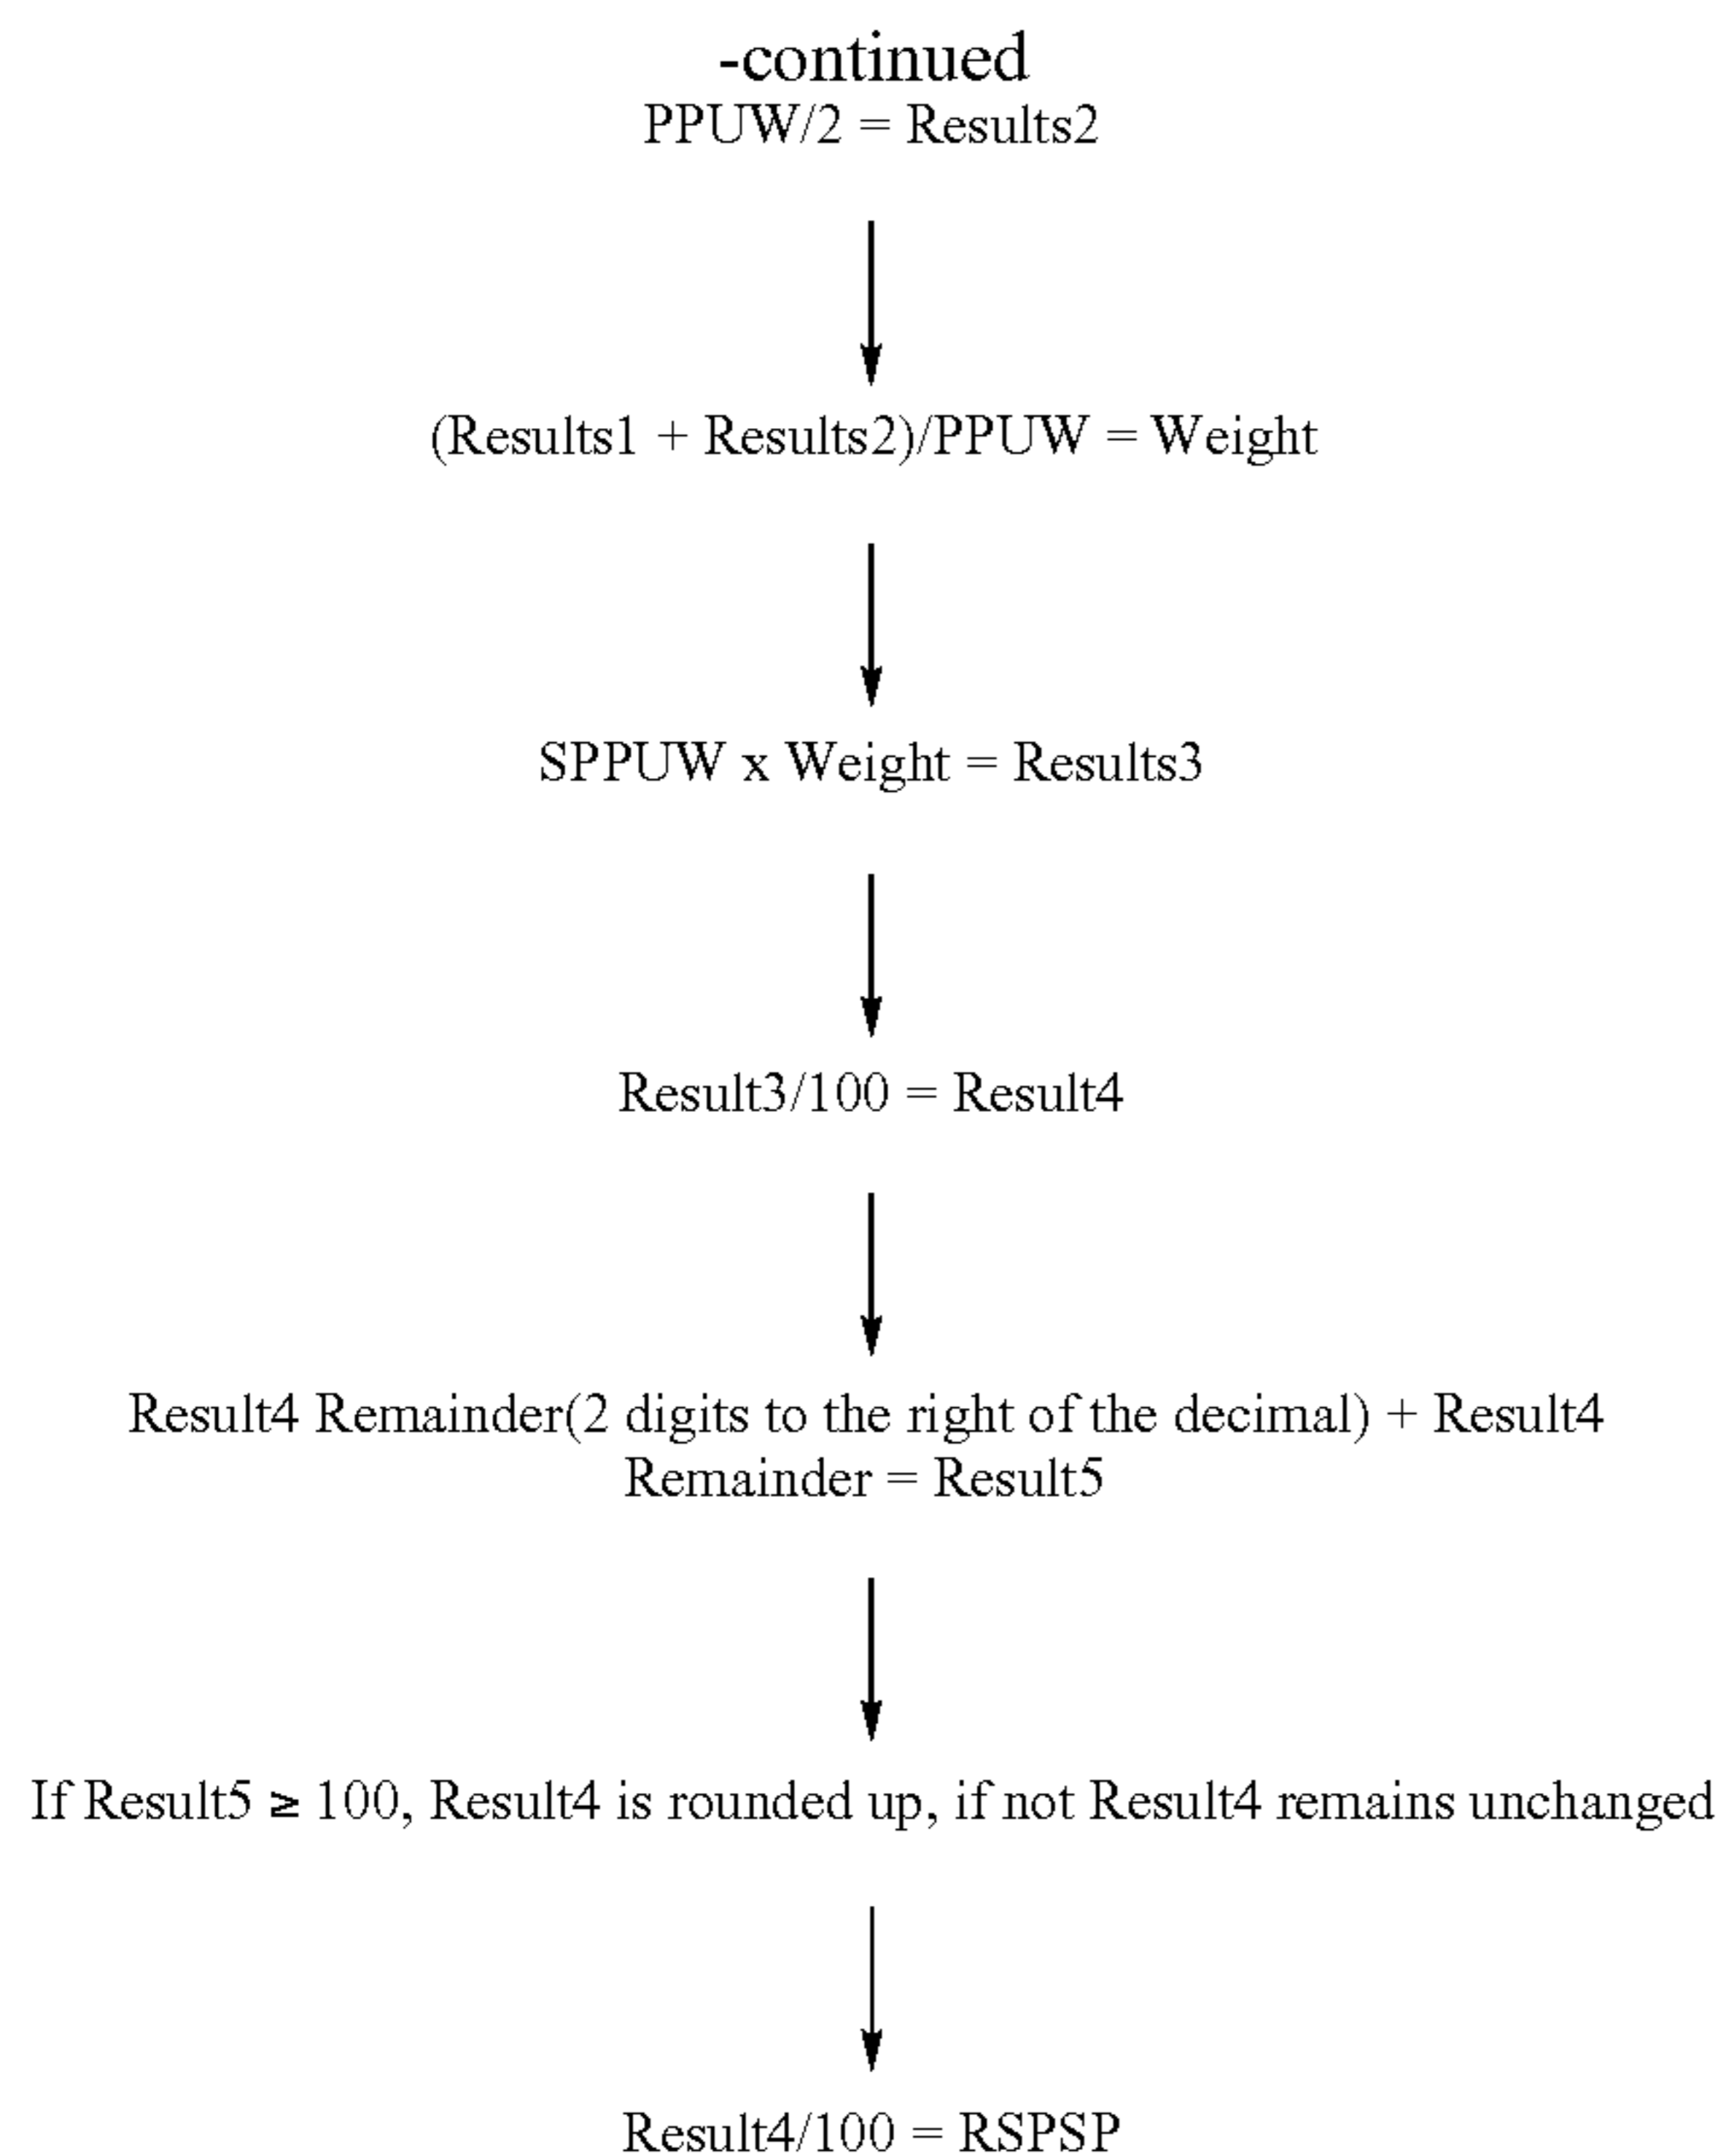 -continued
PPUW/2 = Results2
(Results1 + Results2)/PPUW = Weight
SPPUW x Weight = Results3
Result3/100 = Result4
Result4 Remainder(2 digits to the right of the decimal) + Result4
Remainder = Result5
If Result5 ≥ 100, Result4 is rounded up, if not Result4 remains unchanged
Result4/100 = RSPSP